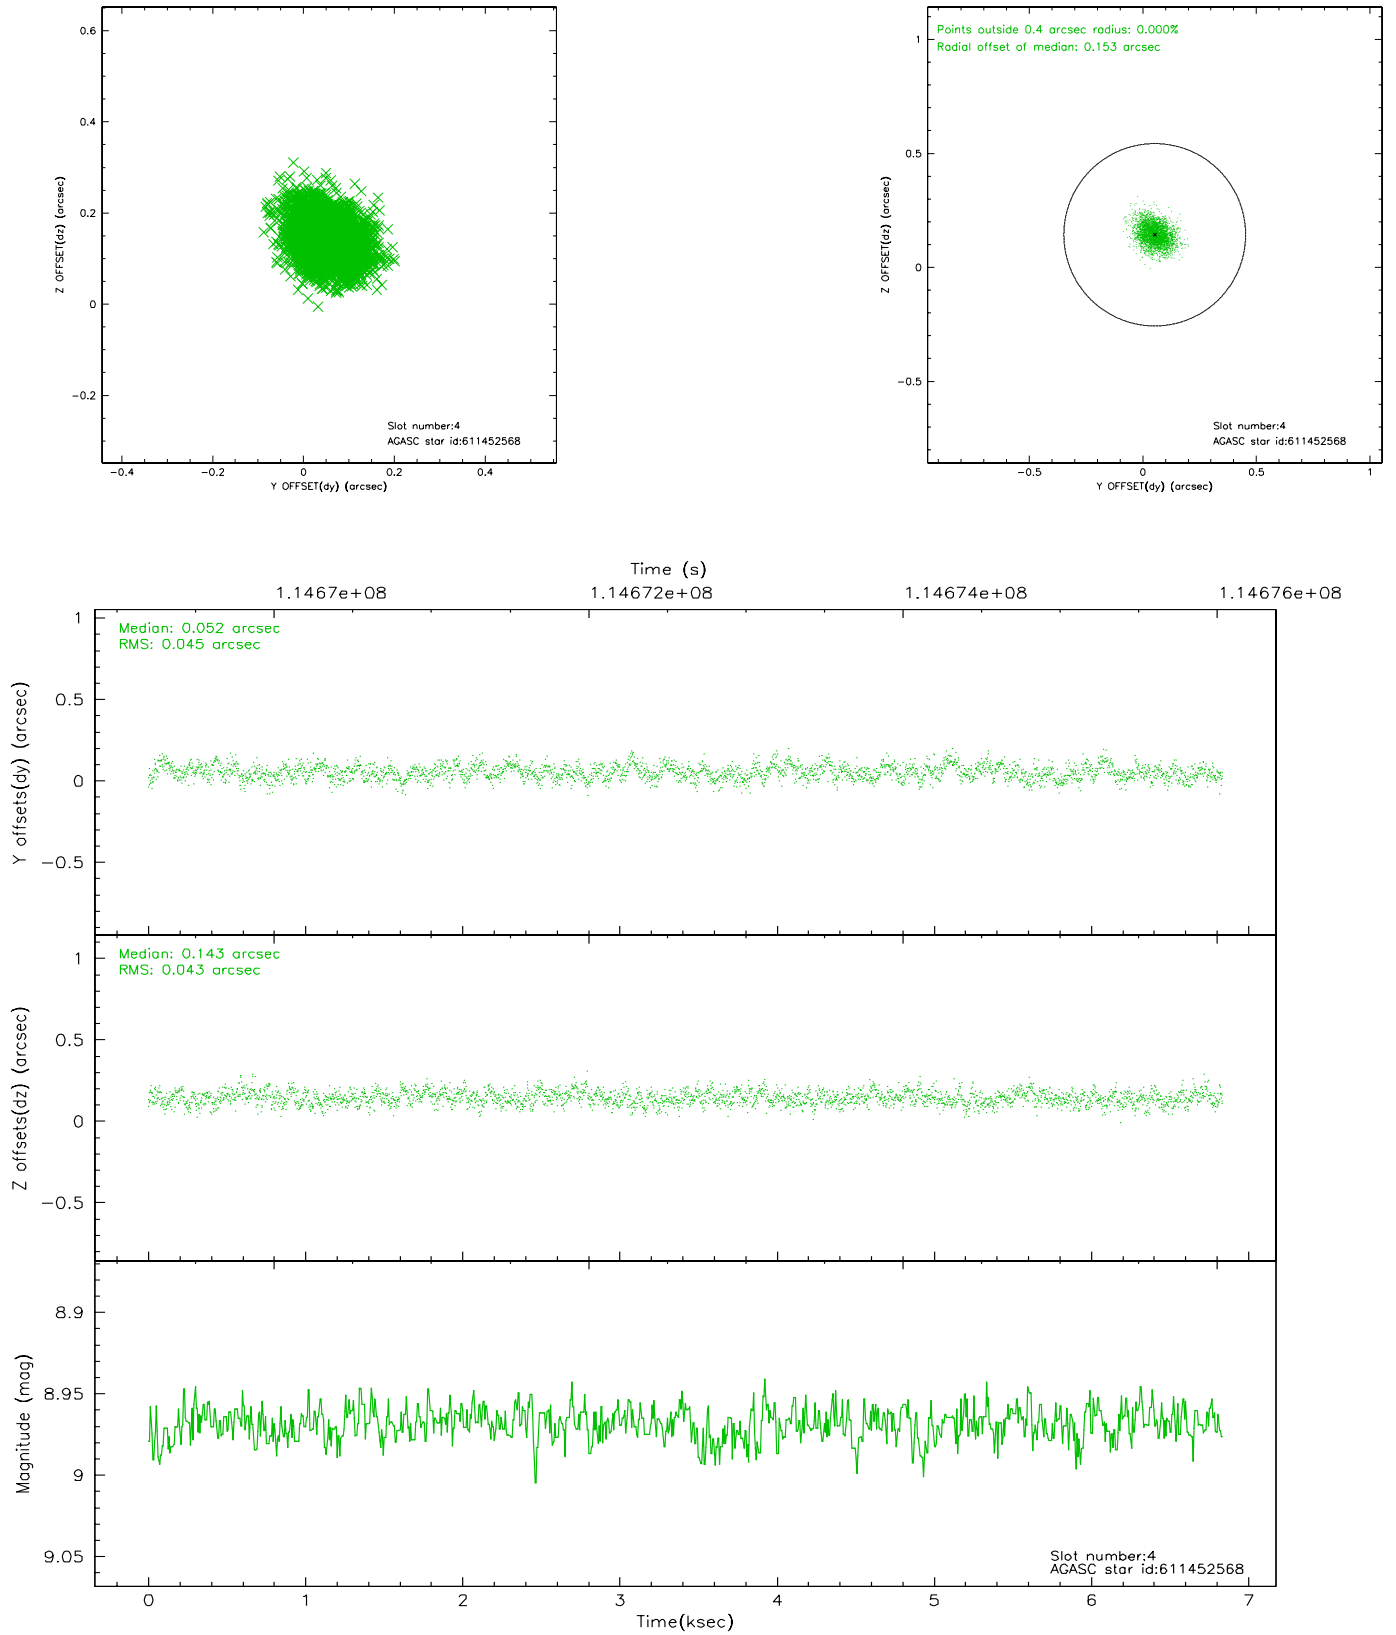 0.6
0.4
0.2
0
−0.2
−0.4
−0.2
0
0.2
0.4
Z OFFSET(dz) (arcsec)
Y OFFSET(dy) (arcsec)
Slot number:4
AGASC star id:611452568
Points outside 0.4 arcsec radius: 0.000%
Radial offset of median: 0.153 arcsec
1
0.5
0
−0.5
−0.5
0
0.5
1
Z OFFSET(dz) (arcsec)
Y OFFSET(dy) (arcsec)
Slot number:4
AGASC star id:611452568
Time (s)
1.1467e+08
1.14672e+08
1.14674e+08
1.14676e+08
Median: 0.052 arcsec
RMS: 0.045 arcsec
1
0.5
0
−0.5
Y offsets(dy) (arcsec)
Median: 0.143 arcsec
RMS: 0.043 arcsec
1
0.5
0
−0.5
Z offsets(dz) (arcsec)
8.9
8.95
9
9.05
Magnitude (mag)
Slot number:4
AGASC star id:611452568
0
1
2
3
4
5
6
7
Time(ksec)